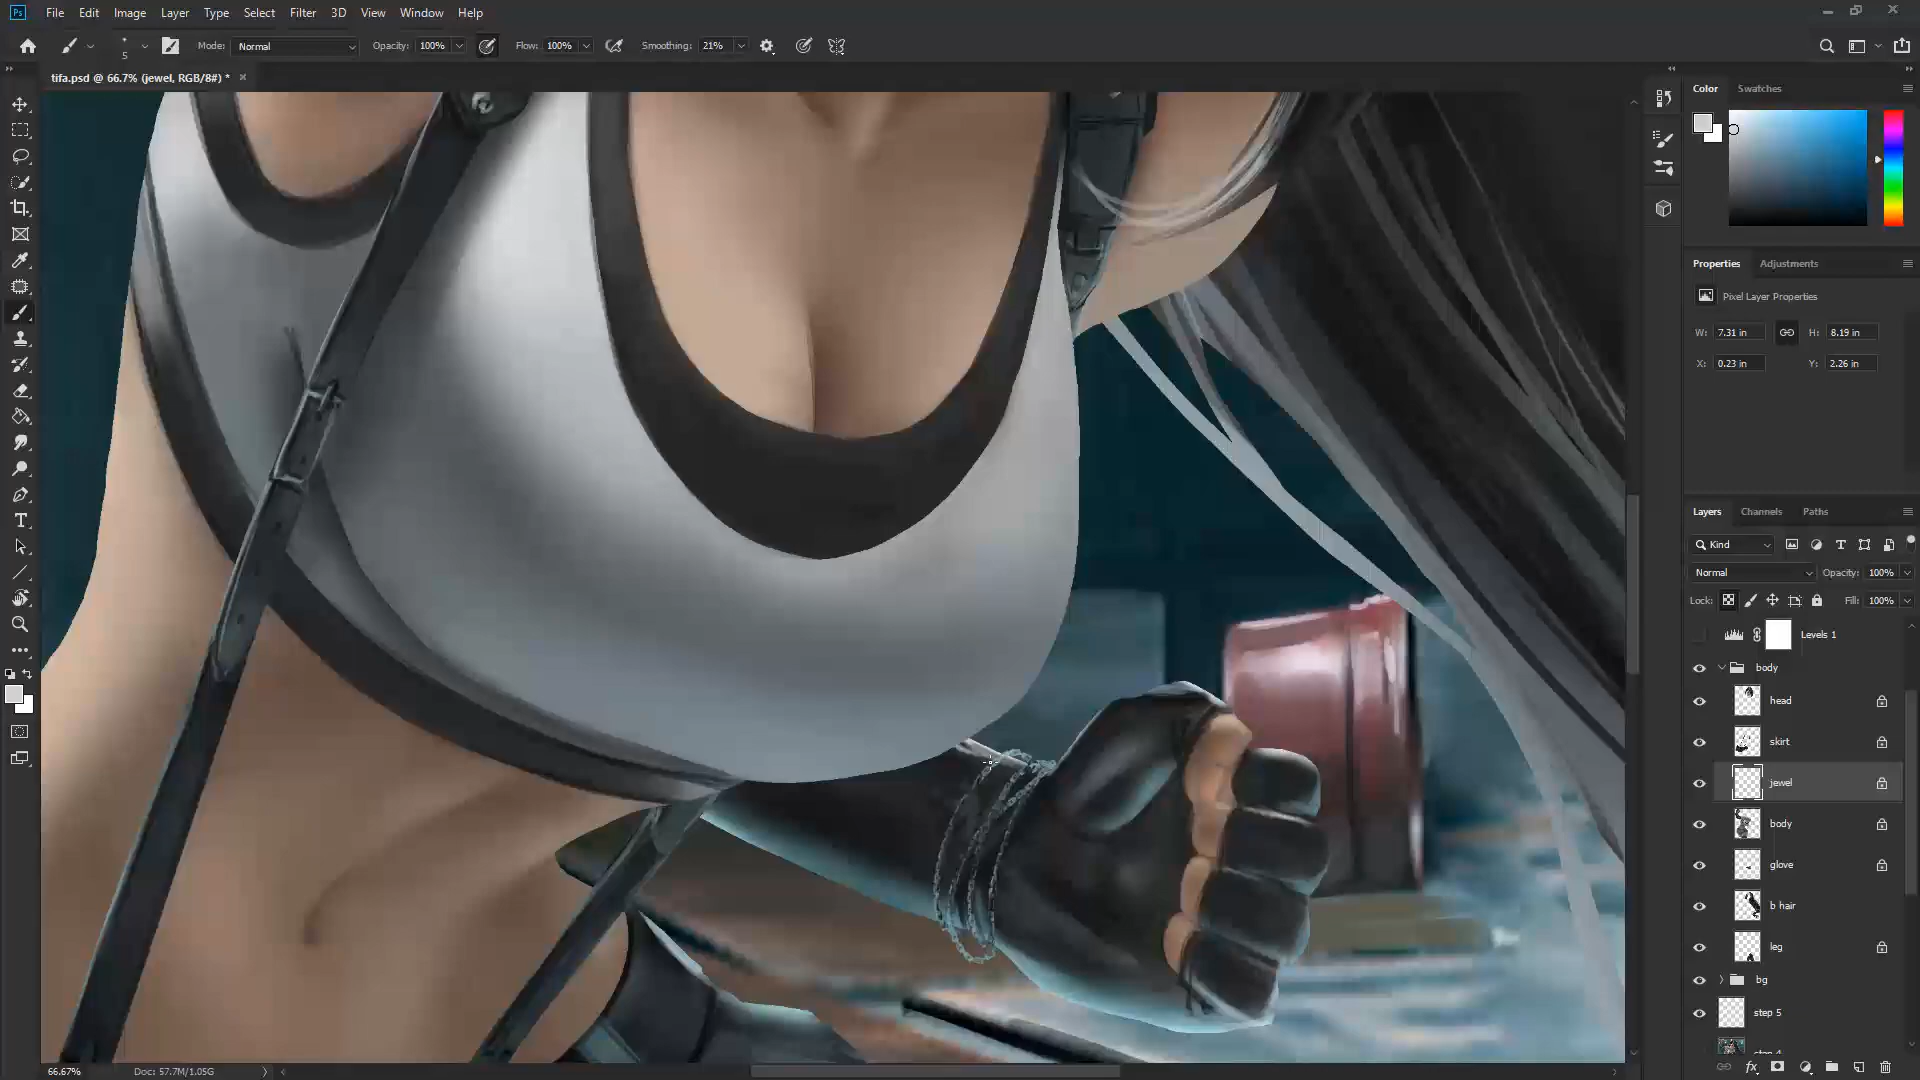 Ps File Edit Image Layer Type Select Filter 3D View Window Help
5 Mode: Normal Opacity: 100% Flow: 100% Smoothing: 21%
tifa.psd @ 66.7% (jewel, RGB/8#) *
Color Swatches
Properties Adjustments
Pixel Layer Properties
W: 7.31 in H: 8.19 in
X: 0.23 in Y: 2.26 in
Layers Channels Paths
Kind
Normal Opacity: 100%
Lock: Fill: 100%
Levels 1
body
head
skirt
jewel
body
glove
b hair
leg
bg
step 5
66.67% Doc: 57.7M/1.05G